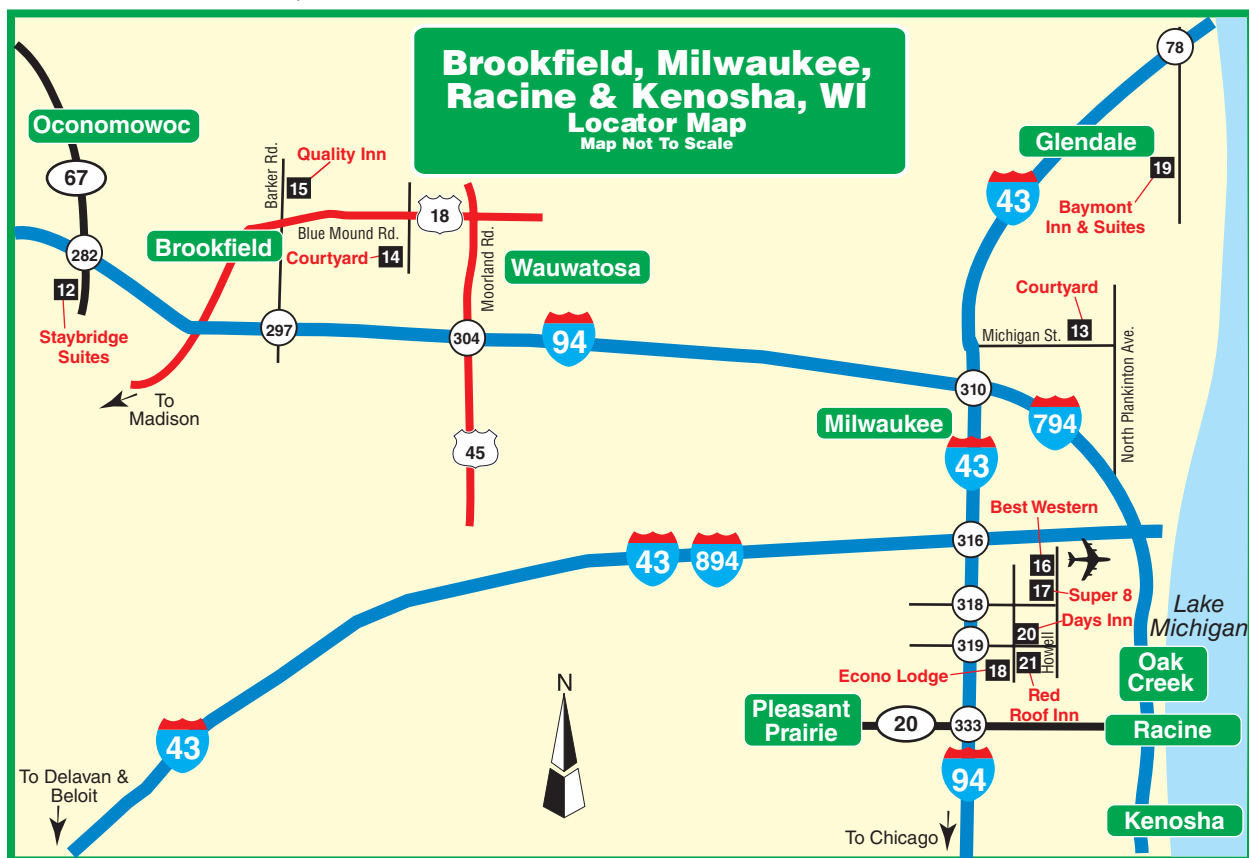 Brookfield, Milwaukee,
Racine & Kenosha, WI
Locator Map
Map Not To Scale
78
Oconomowoc
Glendale
Barker Rd.
Quality Inn
15
67
19
43
18
Baymont
Inn & Suites
Blue Mound Rd.
Brookfield
Courtyard
14
Moorland Rd.
Wauwatosa
282
12
Staybridge
Suites
Courtyard
13
Michigan St.
297
304
94
North Plankinton Ave.
To
Madison
310
794
Milwaukee
45
43
Best Western
316
43
894
16
17
Super 8
318
Lake
Michigan
20
Days Inn
Howell
319
Econo Lodge
18
21
Red
Roof Inn
Oak
Creek
Pleasant
Prairie
20
333
Racine
43
94
To Delavan &
Beloit
N
To Chicago
Kenosha